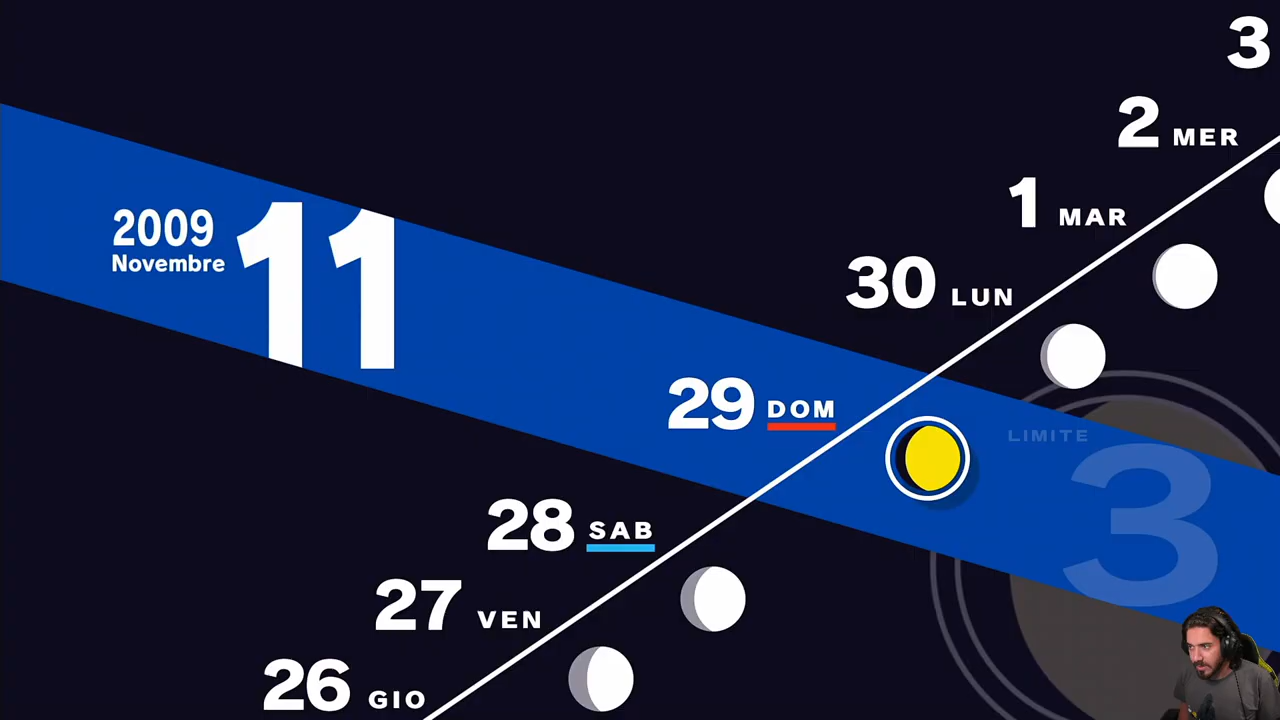 3
2 MER
1 MAR
2009
Novembre
11
30 LUN
29 DOM
LIMITE
3
28 SAB
27 VEN
26 GIO